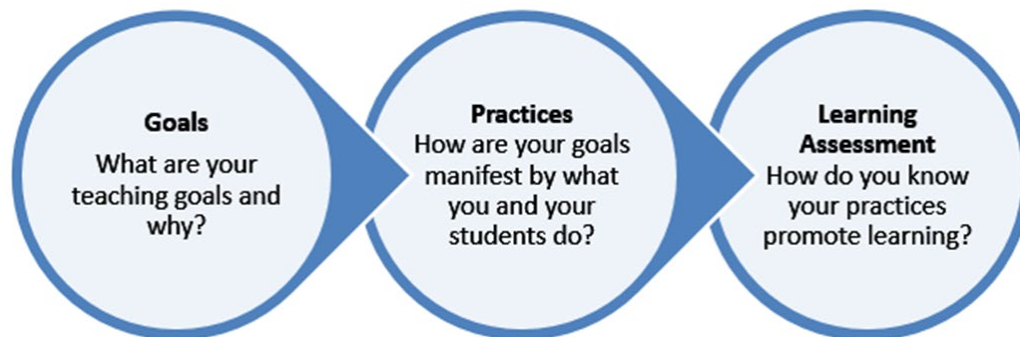 Goals
What are your
teaching goals and
why?
Practices
How are your goals
manifest by what
you and your
students do?
Learning
Assessment
How do you know
your practices
promote learning?